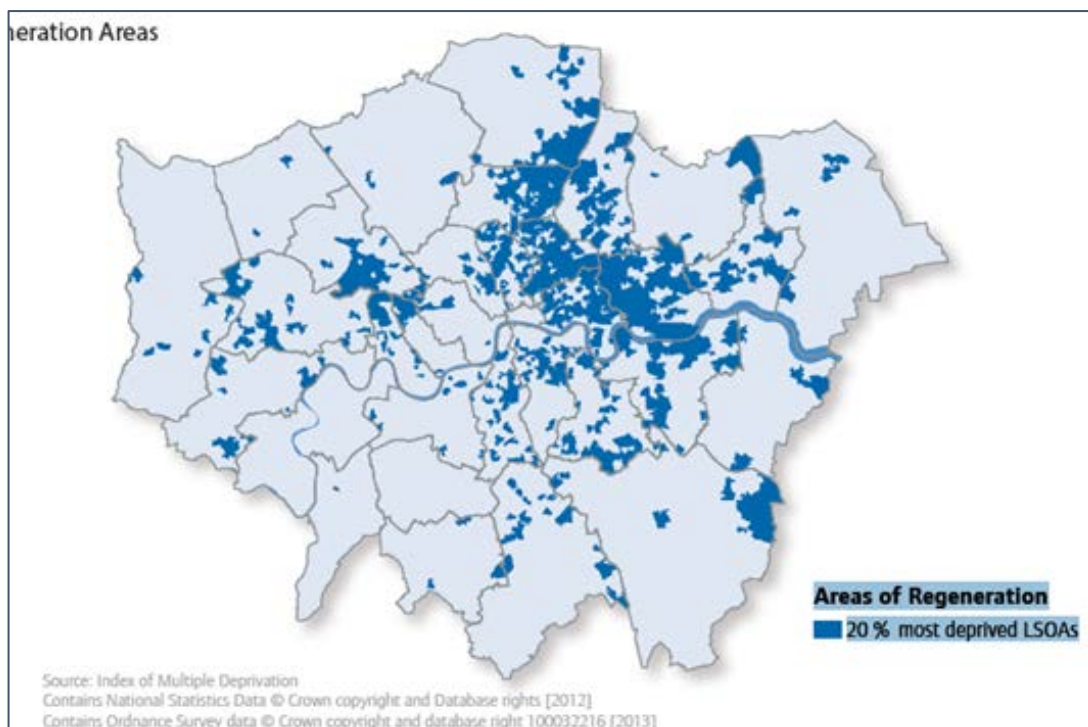 neration Areas
Areas of Regeneration
20 % most deprived LSOAs
Source: Index of Multiple Deprivation
Contains National Statistics Data © Crown copyright and Database rights [2012]
Contains Ordnance Survey data © Crown copyright and database right 100032216 [2013]